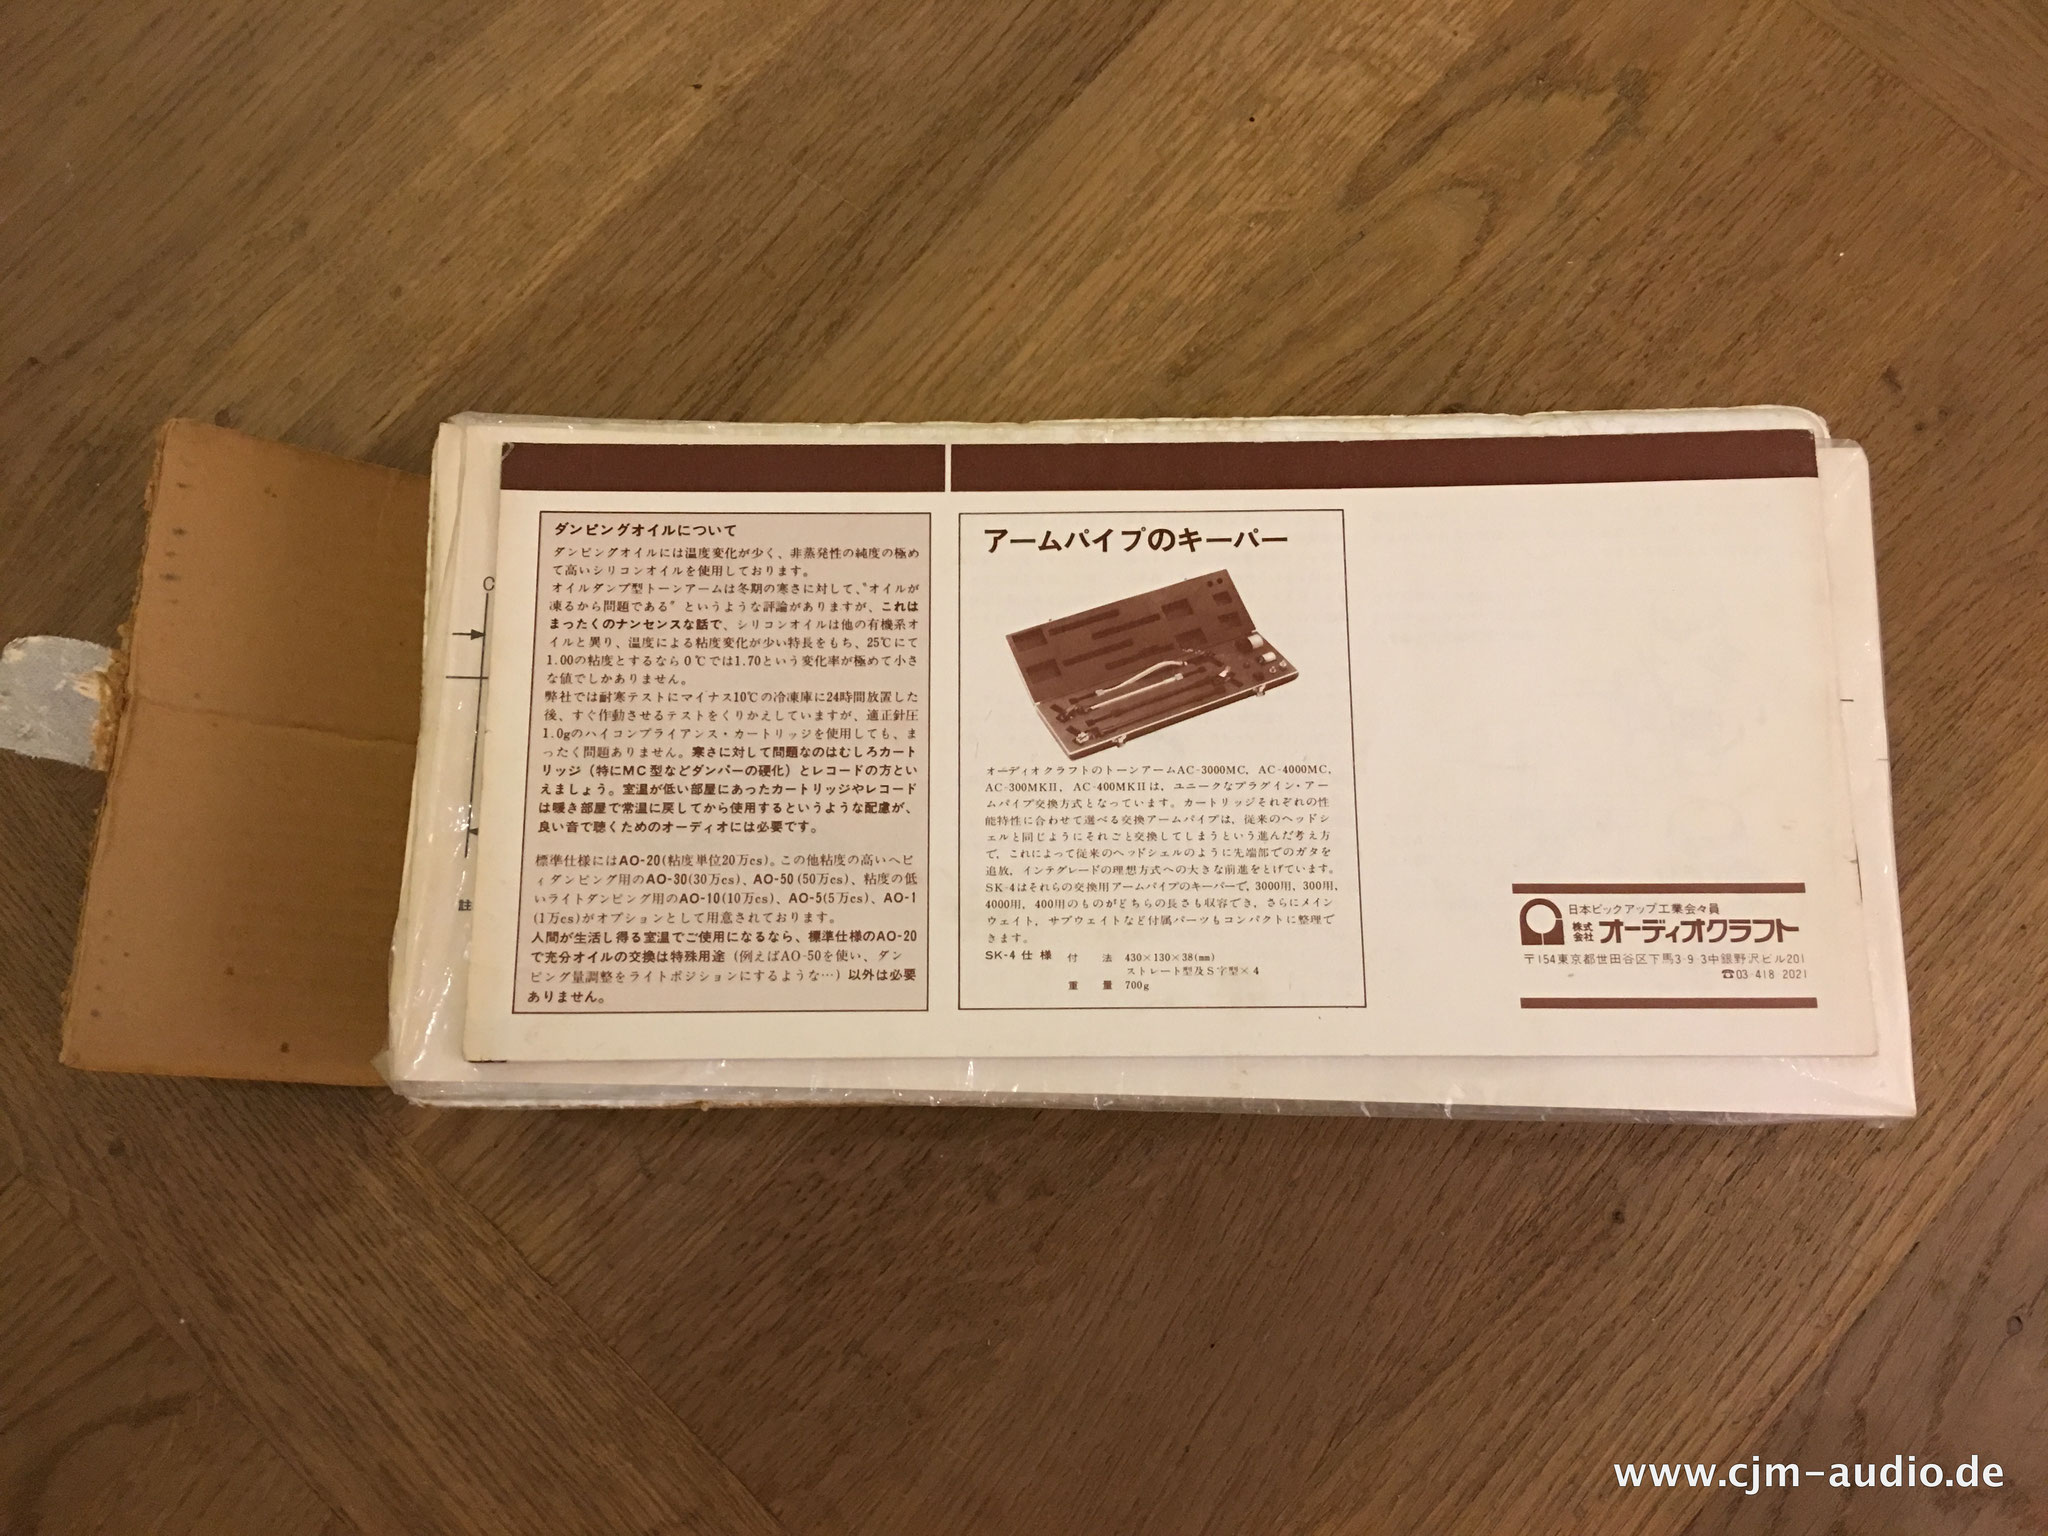 ダンピングオイルについて
ダンピングオイルには温度変化が少く、非蒸発性の純度の極め
て高いシリコンオイルを使用しております。
オイルダンプ型トーンアームは冬期の寒さに対して、"オイルが
凍るから問題である"というような評論がありますが、これは
まったくのナンセンスな話で、シリコンオイルは他の有機系オ
イルと異り、温度による粘度変化が少い特長をもち、25℃にて
1.00の粘度とするなら0℃では1.70という変化率が極めて小さ
な値でしかありません。
弊社では耐寒テストにマイナス10℃の冷凍庫に24時間放置した
後、すぐ作動させるテストをくりかえしていますが、適正針圧
1.0gのハイコンプライアンス・カートリッジを使用しても、ま
ったく問題ありません。寒さに対して問題なのはむしろカート
リッジ（特にMC型などダンパーの硬化）とレコードの方とい
えましょう。室温が低い部屋にあったカートリッジやレコード
は暖き部屋で常温に戻してから使用するというような配慮が、
良い音で聴くためのオーディオには必要です。
標準仕様にはAO-20(粘度単位20万cs)。この他粘度の高いヘビ
ィダンピング用のAO-30(30万cs)、AO-50(50万cs)、粘度の低
いライトダンピング用のAO-10(10万cs)、AO-5(5万cs)、AO-1
(1万cs)がオプションとして用意されております。
人間が生活し得る室温でご使用になるなら、標準仕様のAO-20
で充分オイルの交換は特殊用途（例えばAO-50を使い、ダン
ピング量調整をライトポジションにするような…）以外は必要
ありません。
アームパイプのキーパー
オーディオクラフトのトーンアームAC-3000MC, AC-4000MC,
AC-300MKII, AC-400MKIIは, ユニークなプラグイン・アー
ムパイプ交換方式となっています。カートリッジそれぞれの性
能特性に合わせて選べる交換アームパイプは, 従来のヘッドシ
ェルと同じようにそれごと交換してしまうという進んだ考え方
で, これによって従来のヘッドシェルのように先端部でのガタを
追放, インテグレードの理想方式への大きな前進をとげています。
SK-4はそれらの交換用アームパイプのキーパーで, 3000用, 300用,
4000用, 400用のものがどちらの長さも収容でき, さらにメイン
ウェイト, サブウェイトなど付属パーツもコンパクトに整理で
きます。
SK-4仕様 付法 430×130×38(mm)
ストレート型及S字型×4
重量 700g
日本ピックアップ工業会々員
株式会社 オーディオクラフト
〒154東京都世田谷区下馬3-9-3中銀野沢ビル201
☎03-418-2021
C
註
www.cjm-audio.de